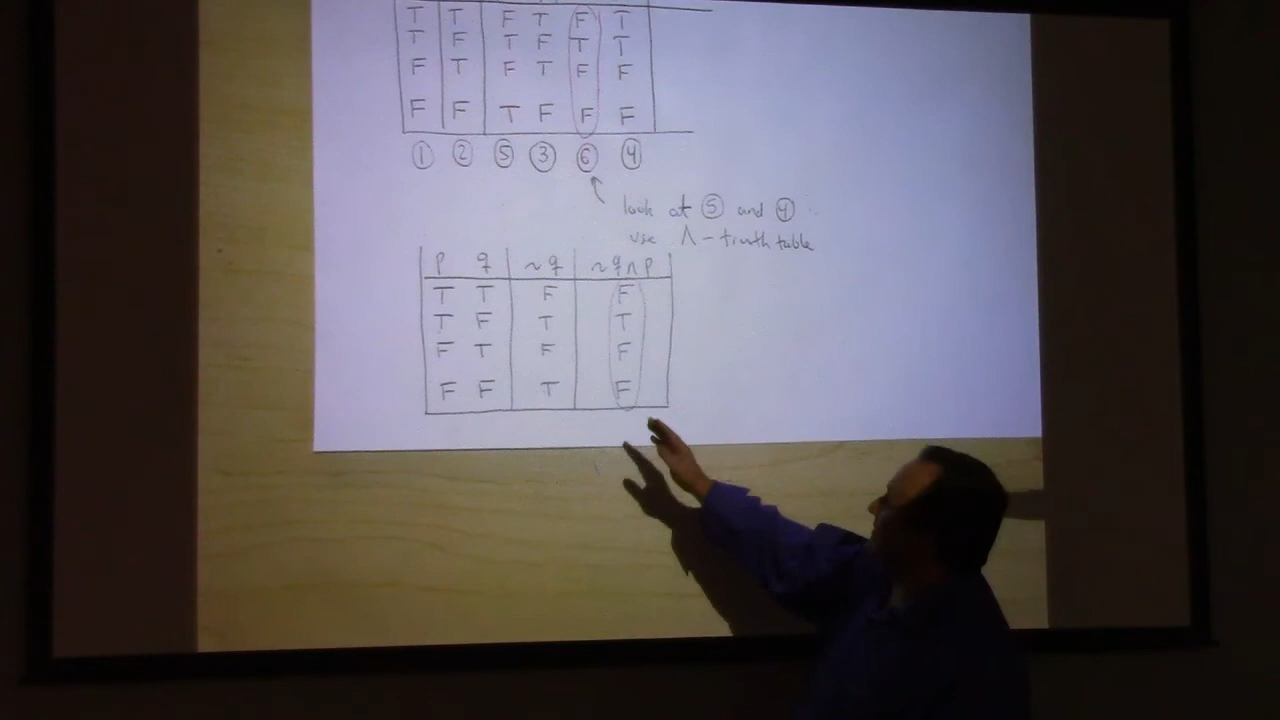 T T F T F T
T F T F T T
F T F T F F
F F T F F F
① ② ⑤ ③ ⑥ ④
look at ⑤ and ④
use ∧ - truth table
p q ~q ~q∧p
T T F F
T F T T
F T F F
F F T F